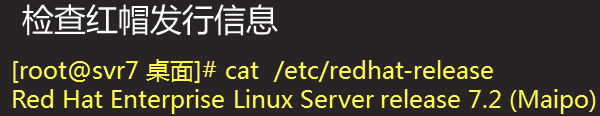 检查红帽发行信息
[root@svr7 桌面]# cat  /etc/redhat-release
Red Hat Enterprise Linux Server release 7.2 (Maipo)